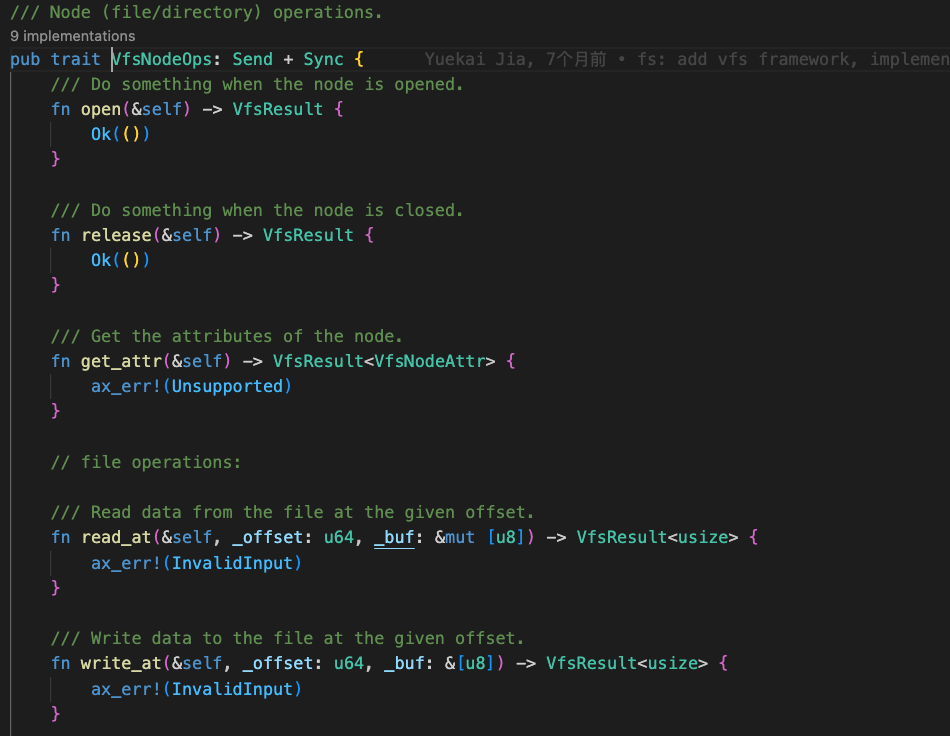 /// Node (file/directory) operations.
9 implementations
pub trait VfsNodeOps: Send + Sync {        Yuekai Jia, 7个月前 • fs: add vfs framework, implemen
    /// Do something when the node is opened.
    fn open(&self) -> VfsResult {
        Ok(())
    }

    /// Do something when the node is closed.
    fn release(&self) -> VfsResult {
        Ok(())
    }

    /// Get the attributes of the node.
    fn get_attr(&self) -> VfsResult<VfsNodeAttr> {
        ax_err!(Unsupported)
    }

    // file operations:

    /// Read data from the file at the given offset.
    fn read_at(&self, _offset: u64, _buf: &mut [u8]) -> VfsResult<usize> {
        ax_err!(InvalidInput)
    }

    /// Write data to the file at the given offset.
    fn write_at(&self, _offset: u64, _buf: &[u8]) -> VfsResult<usize> {
        ax_err!(InvalidInput)
    }